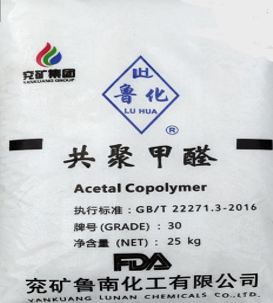 兖矿集团
YANKUANG GROUP
鲁化
LU HUA
®
共聚甲醛
Acetal Copolymer
执行标准：GB/T 22271.3-2016
牌号(GRADE)：30
净含量(NET)：25 kg
FDA
兖矿鲁南化工有限公司
YANKUANG LUNAN CHEMICALS CO.,LTD.